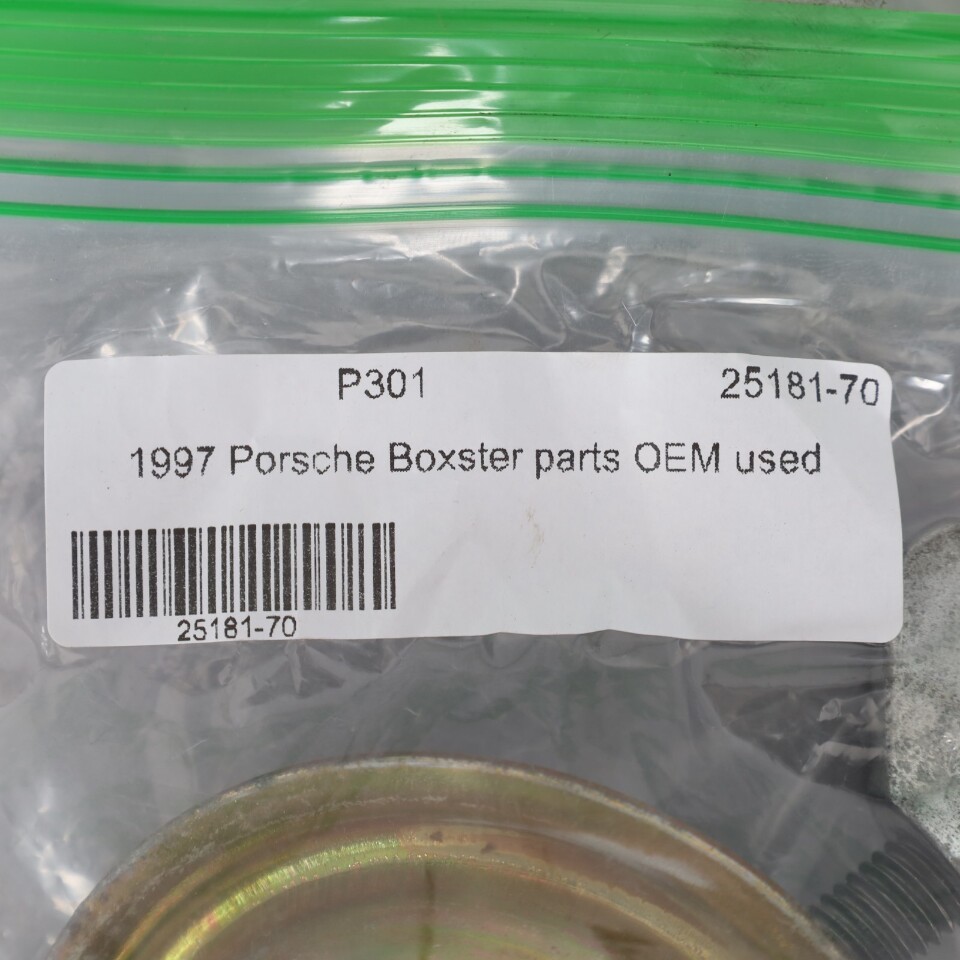 P301 25181-70
1997 Porsche Boxster parts OEM used
25181-70